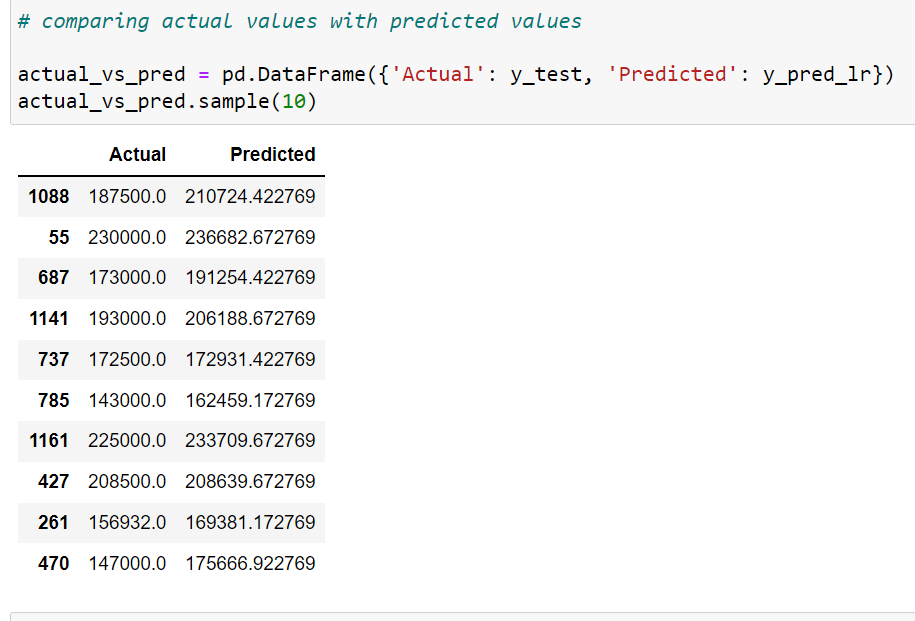 # comparing actual values with predicted values
actual_vs_pred = pd.DataFrame({'Actual': y_test, 'Predicted': y_pred_lr})
actual_vs_pred.sample(10)
Actual Predicted
1088 187500.0 210724.422769
55 230000.0 236682.672769
687 173000.0 191254.422769
1141 193000.0 206188.672769
737 172500.0 172931.422769
785 143000.0 162459.172769
1161 225000.0 233709.672769
427 208500.0 208639.672769
261 156932.0 169381.172769
470 147000.0 175666.922769